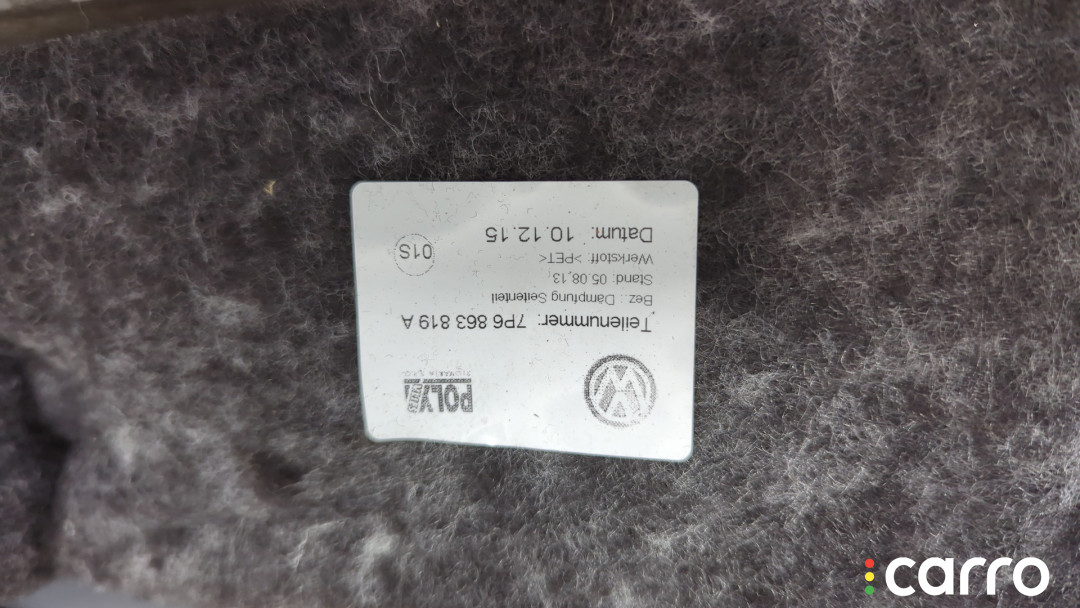 POLY
Teilenummer: 7P6 863 819 A
Bez.: Dämpfung Seitenteil
Stand: 05.08.13
Werkstoff: >PET<
Datum: 10.12.15
01S
carro